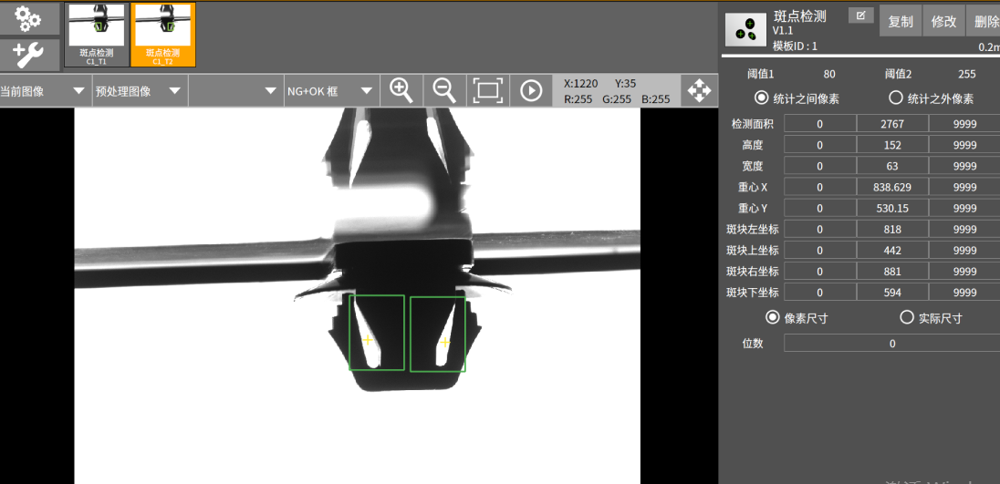 斑点检测
C1_T1
斑点检测
C1_T2
当前图像
预处理图像
NG+OK 框
X:1220 Y:35
R:255 G:255 B:255
斑点检测
V1.1
模板ID : 1
复制
修改
删除
0.2m
阈值1 80 阈值2 255
统计之间像素 统计之外像素
检测面积 0 2767 9999
高度 0 152 9999
宽度 0 63 9999
重心 X 0 838.629 9999
重心 Y 0 530.15 9999
斑块左坐标 0 818 9999
斑块上坐标 0 442 9999
斑块右坐标 0 881 9999
斑块下坐标 0 594 9999
像素尺寸 实际尺寸
位数 0